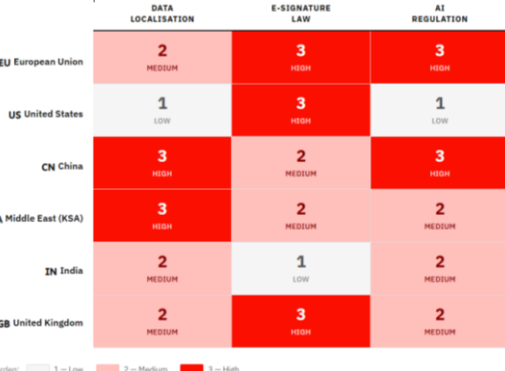 DATA LOCALISATION
E-SIGNATURE LAW
AI REGULATION
EU European Union
2
MEDIUM
3
HIGH
3
HIGH
US United States
1
LOW
3
HIGH
1
LOW
CN China
3
HIGH
2
MEDIUM
3
HIGH
Middle East (KSA)
3
HIGH
2
MEDIUM
2
MEDIUM
IN India
2
MEDIUM
1
LOW
2
MEDIUM
GB United Kingdom
2
MEDIUM
3
HIGH
2
MEDIUM
1 — Low
2 — Medium
3 — High